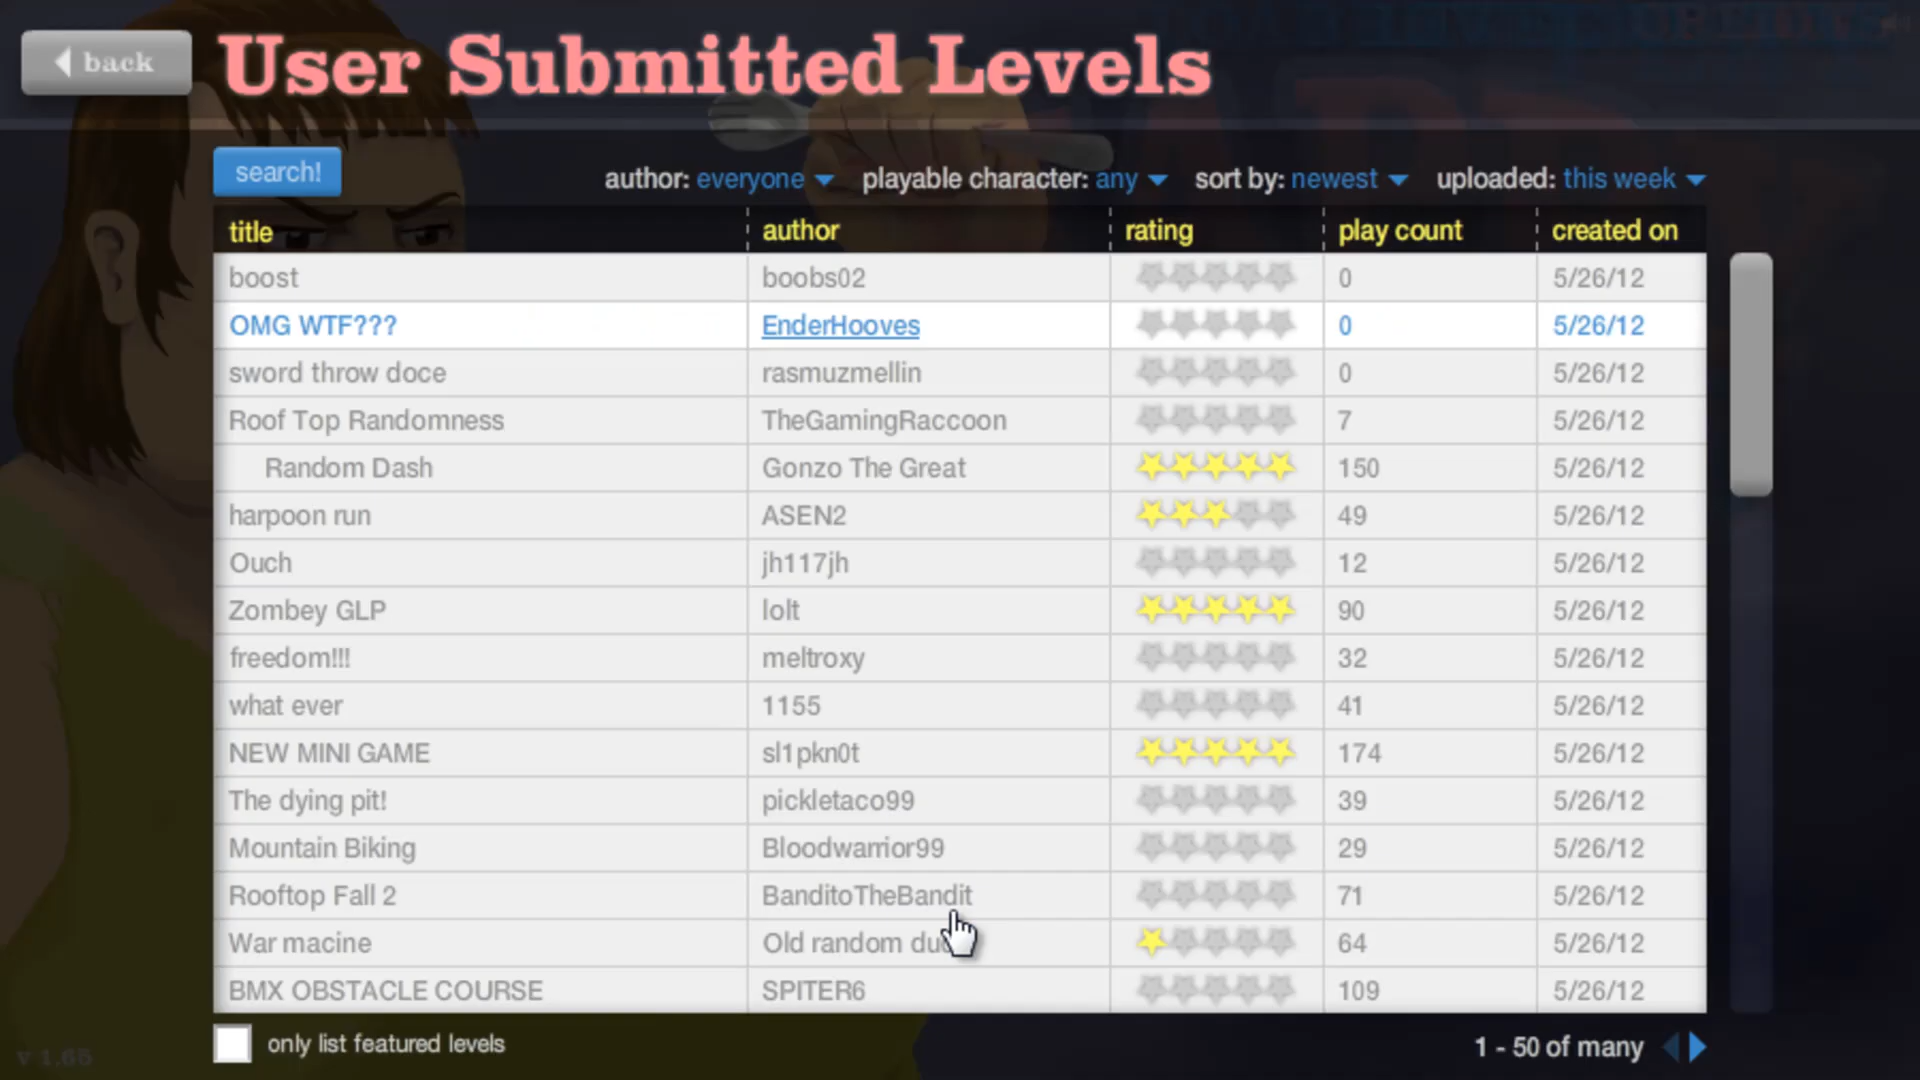 back
User Submitted Levels
search!
author: everyone playable character: any sort by: newest uploaded: this week
title author rating play count created on
boost boobs02 0 5/26/12
OMG WTF??? EnderHooves 0 5/26/12
sword throw doce rasmuzmellin 0 5/26/12
Roof Top Randomness TheGamingRaccoon 7 5/26/12
Random Dash Gonzo The Great 150 5/26/12
harpoon run ASEN2 49 5/26/12
Ouch jh117jh 12 5/26/12
Zombey GLP lolt 90 5/26/12
freedom!!! meltroxy 32 5/26/12
what ever 1155 41 5/26/12
NEW MINI GAME sl1pkn0t 174 5/26/12
The dying pit! pickletaco99 39 5/26/12
Mountain Biking Bloodwarrior99 29 5/26/12
Rooftop Fall 2 BanditoTheBandit 71 5/26/12
War macine Old random 64 5/26/12
BMX OBSTACLE COURSE SPITER6 109 5/26/12
only list featured levels 1 - 50 of many
v 1.65